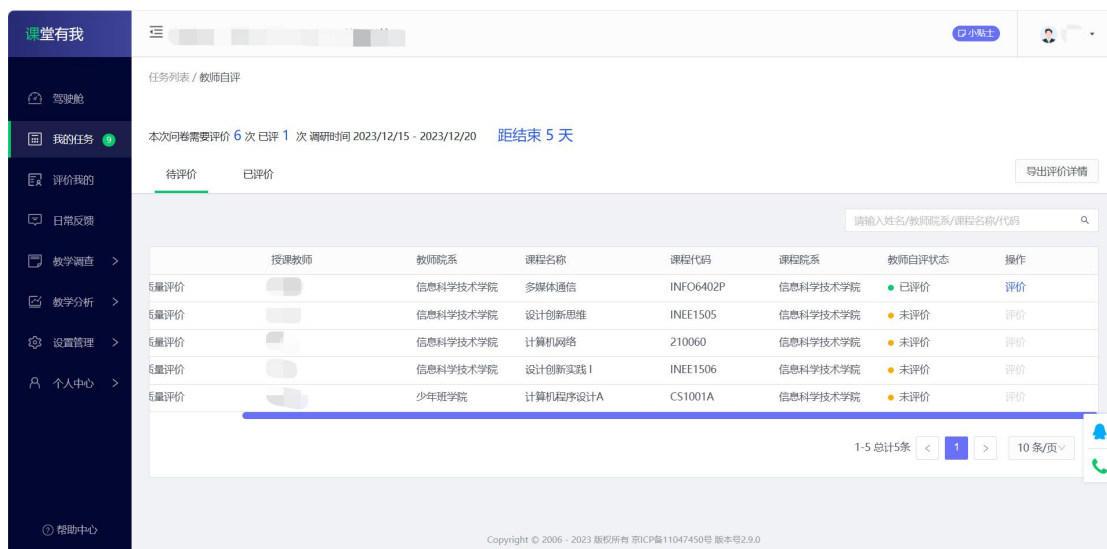 课堂有我
小贴士
任务列表 / 教师自评
驾驶舱
我的任务 9
评价我的
日常反馈
教学调查
教学分析
设置管理
个人中心
帮助中心
本次问卷需要评价 6 次 已评 1 次 调研时间 2023/12/15 - 2023/12/20 距结束 5 天
待评价 已评价 导出评价详情
请输入姓名/教师院系/课程名称/代码
授课教师 教师院系 课程名称 课程代码 课程院系 教师自评状态 操作
质量评价 信息科学技术学院 多媒体通信 INFO6402P 信息科学技术学院 已评价 评价
质量评价 信息科学技术学院 设计创新思维 INEE1505 信息科学技术学院 未评价 评价
质量评价 信息科学技术学院 计算机网络 210060 信息科学技术学院 未评价 评价
质量评价 信息科学技术学院 设计创新实践 I INEE1506 信息科学技术学院 未评价 评价
质量评价 少年班学院 计算机程序设计A CS1001A 信息科学技术学院 未评价 评价
1-5 总计5条 < 1 > 10 条/页
Copyright © 2006 - 2023 版权所有 京ICP备11047450号 版本号2.9.0